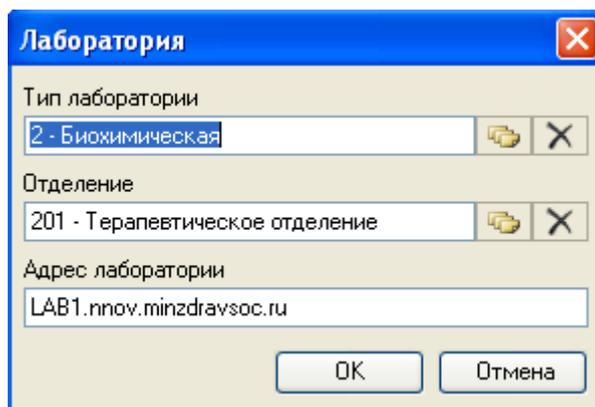 Лаборатория
Тип лаборатории
2 - Биохимическая
Отделение
201 - Терапевтическое отделение
Адрес лаборатории
LAB1.nnov.minzdravsoc.ru
OK Отмена